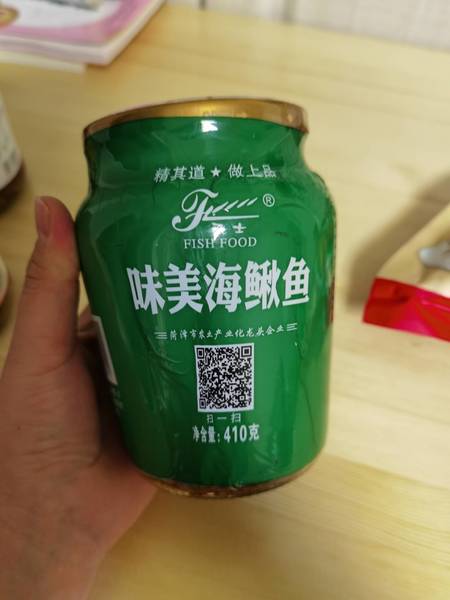 精其道★做上品
®
士
FISH FOOD
味美海鳅鱼
菏泽市农业产业化龙头企业
扫一扫
净含量:410克